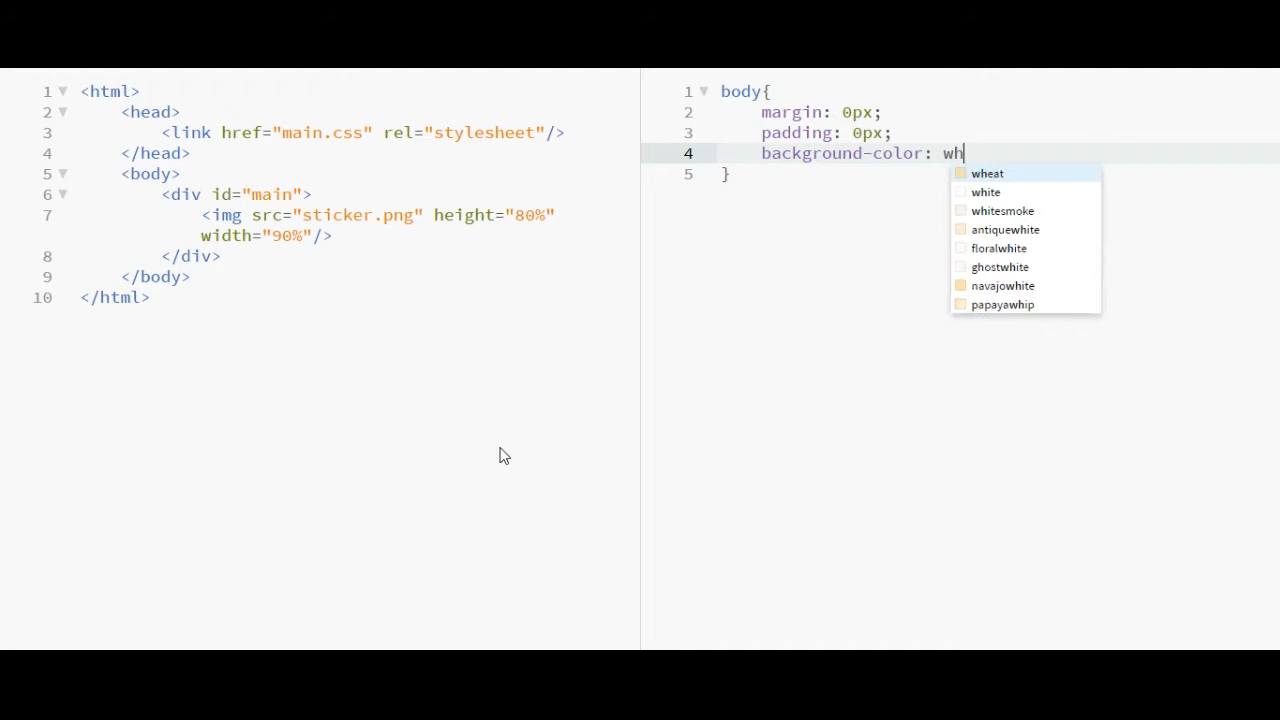 1 <html>
2 <head>
3 <link href="main.css" rel="stylesheet"/>
4 </head>
5 <body>
6 <div id="main">
7 <img src="sticker.png" height="80%"
width="90%"/>
8 </div>
9 </body>
10 </html>
1 body{
2 margin: 0px;
3 padding: 0px;
4 background-color: wh
5 }
wheat
white
whitesmoke
antiquewhite
floralwhite
ghostwhite
navajowhite
papayawhip